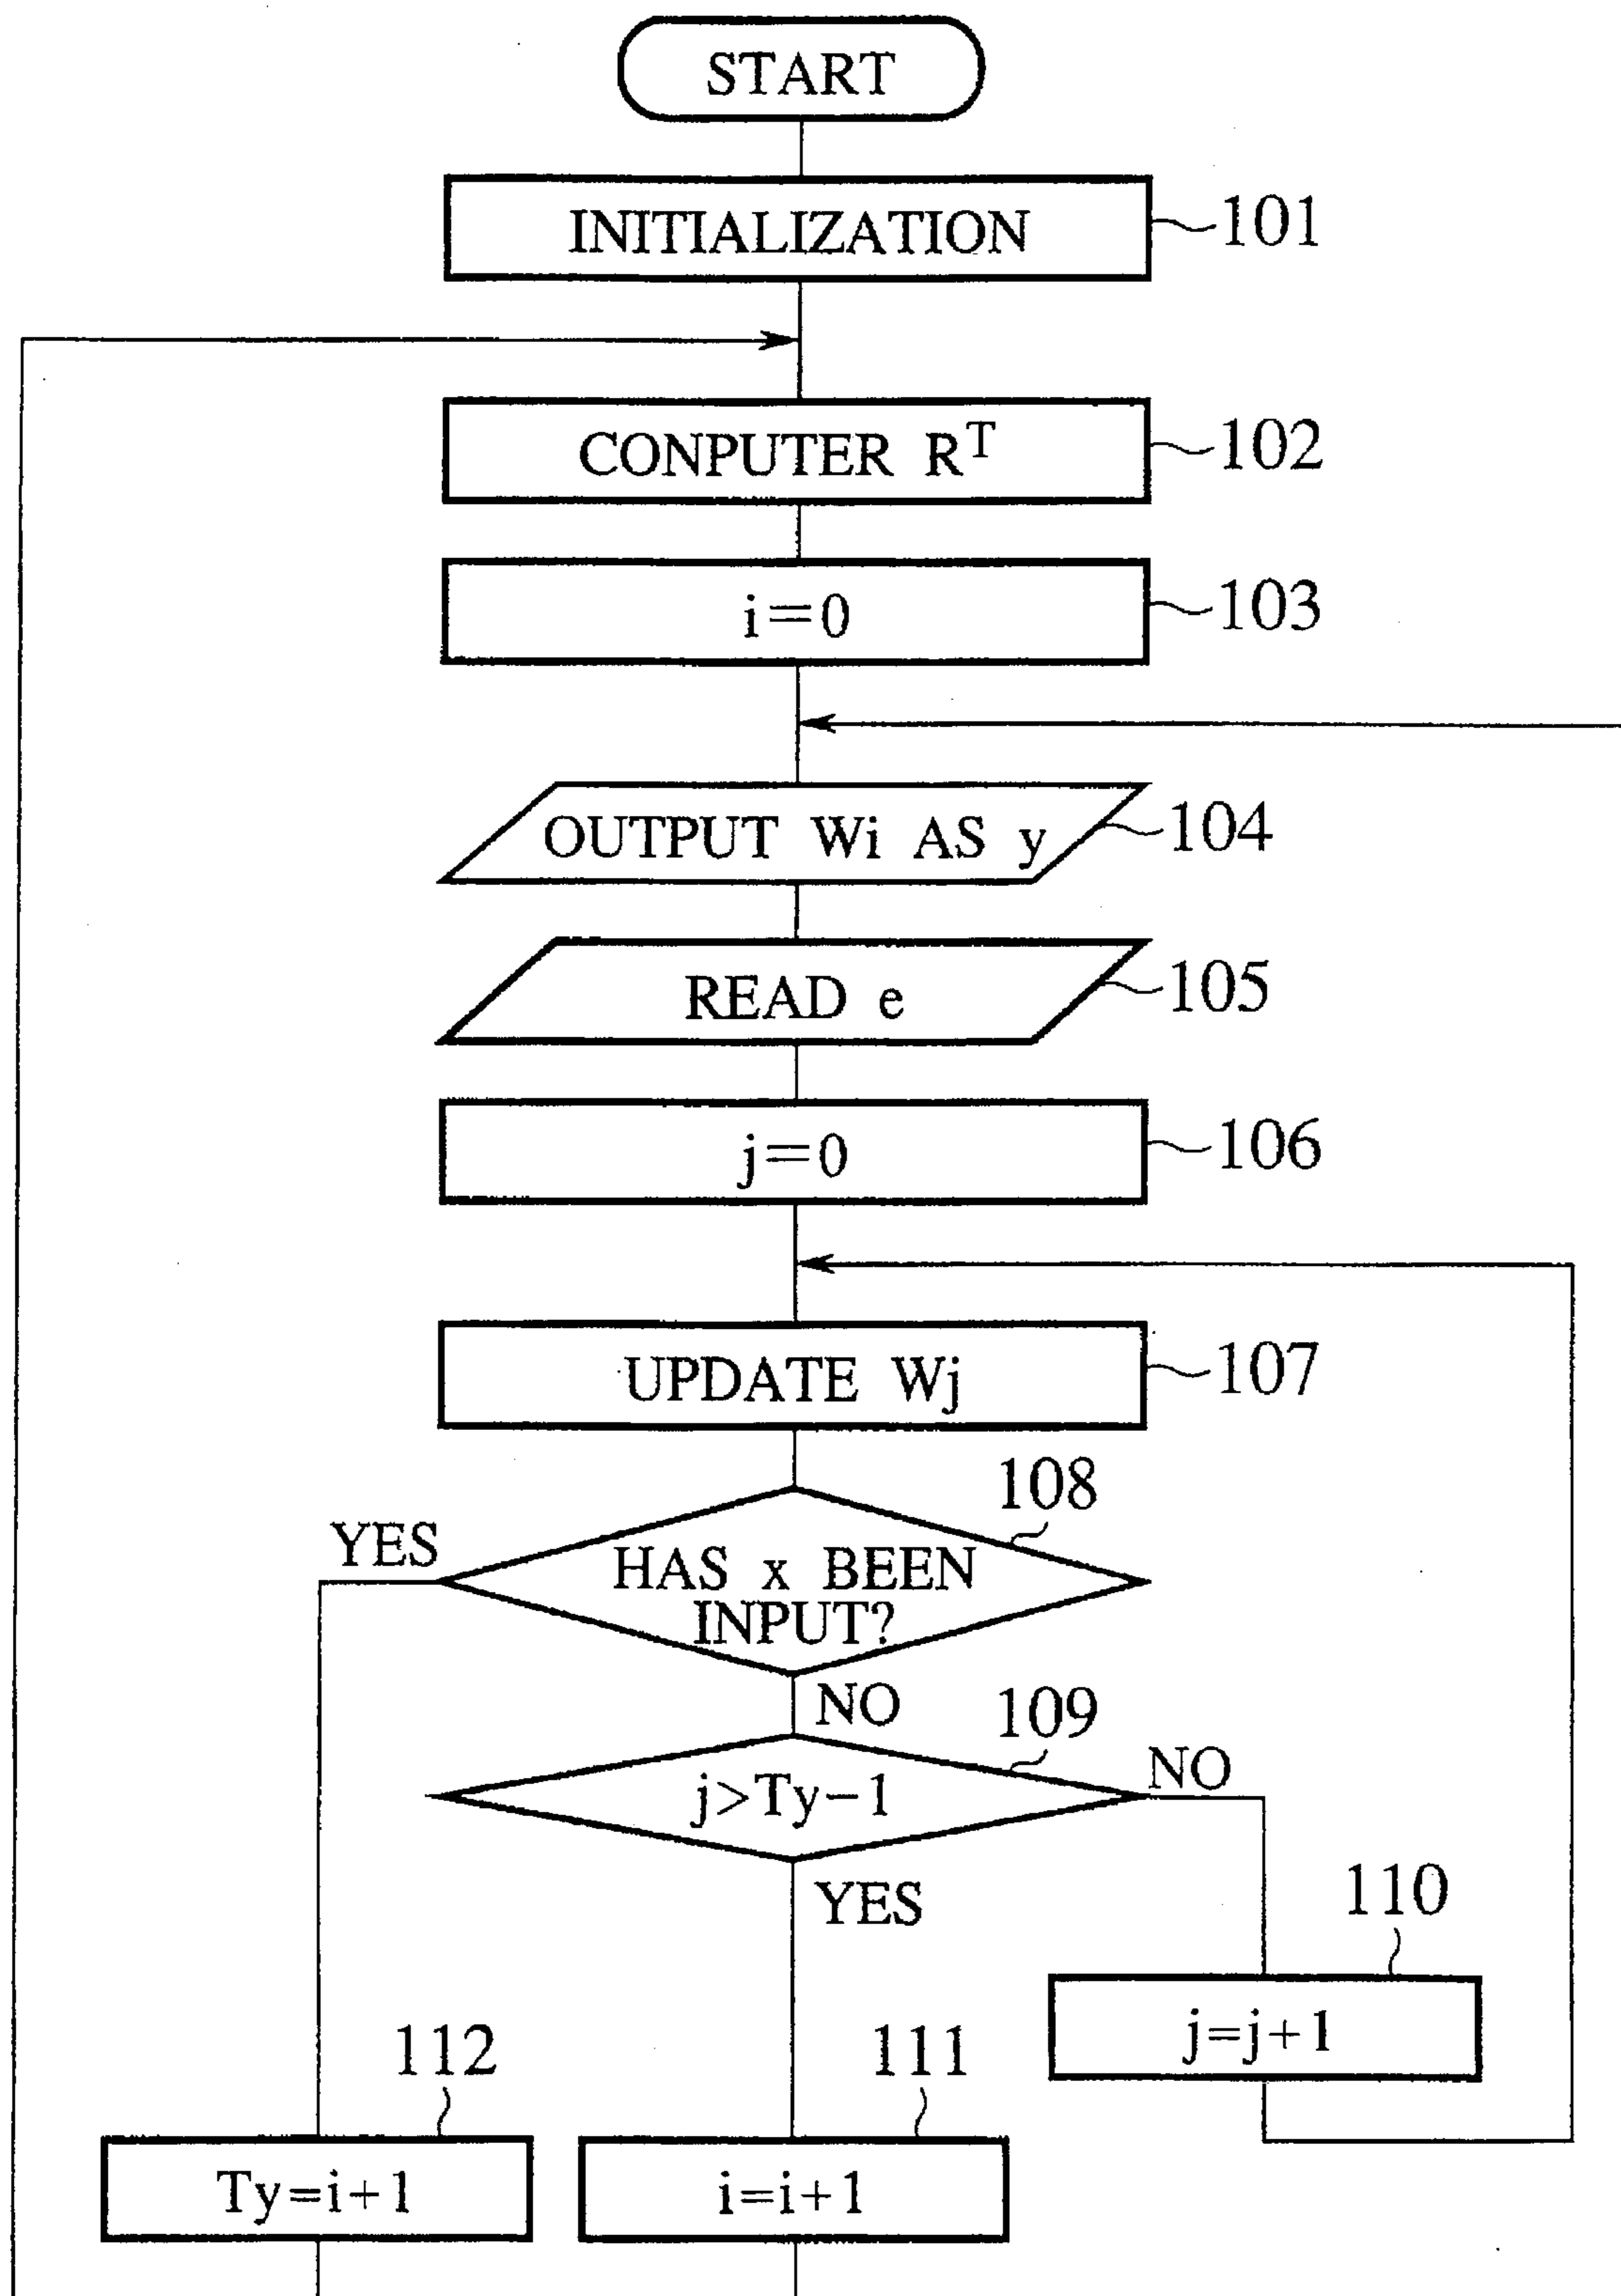 START
INITIALIZATION
101
CONPUTER R^T
102
i=0
103
OUTPUT Wi AS y
104
READ e
105
j=0
106
UPDATE Wj
107
108
YES
HAS x BEEN
INPUT?
NO
109
j>Ty-1
NO
YES
110
j=j+1
112
111
Ty=i+1
i=i+1